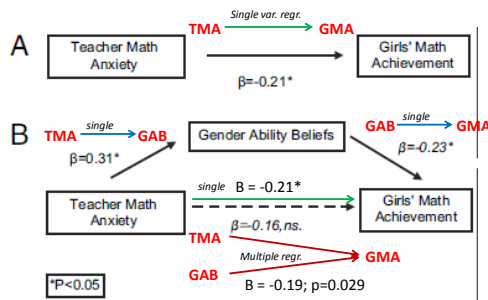 Single var. regr.
TMA GMA
A
Teacher Math
Anxiety
Girls' Math
Achievement
β=-0.21*
B
single
TMA GAB
β=0.31*
Gender Ability Beliefs
single
GAB GMA
β=-0.23*
single B = -0.21*
Teacher Math
Anxiety
Girls' Math
Achievement
β=-0.16, ns.
TMA
Multiple regr.
GMA
GAB
B = -0.19; p=0.029
*P<0.05